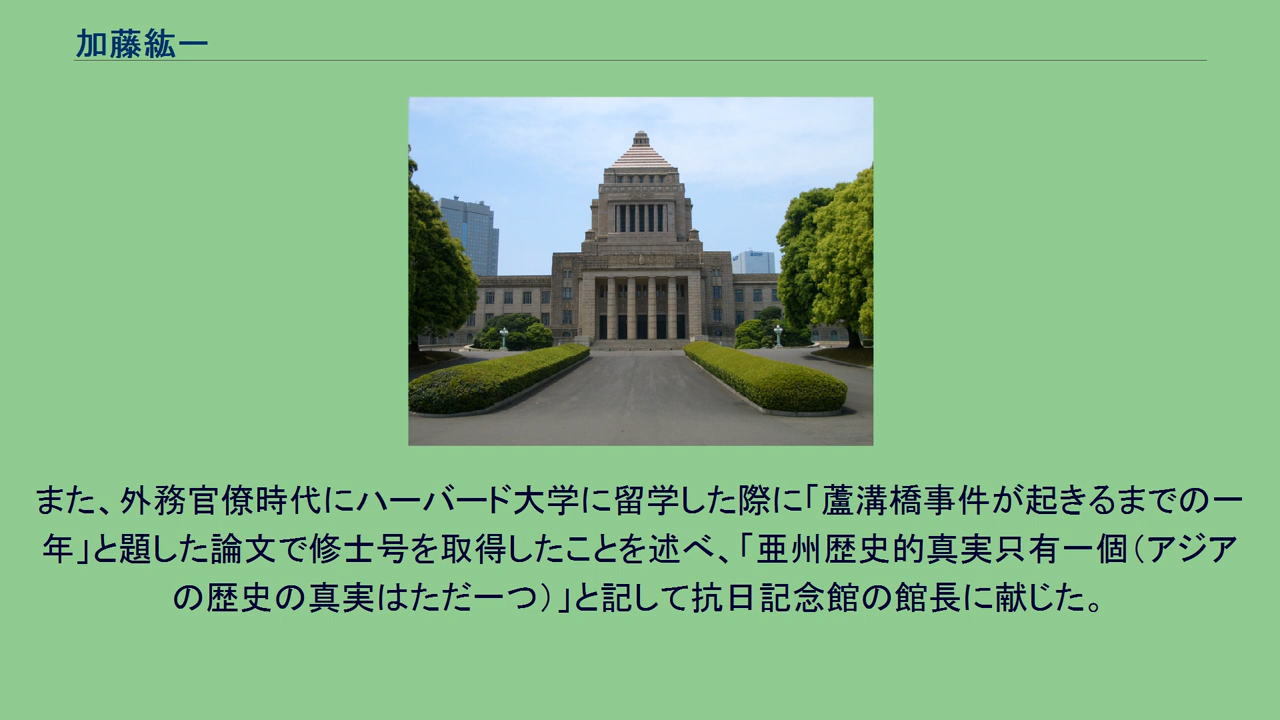 加藤紘一
また、外務官僚時代にハーバード大学に留学した際に「蘆溝橋事件が起きるまでの一
年」と題した論文で修士号を取得したことを述べ、「亜州歴史的真実只有一個（アジア
の歴史の真実はただ一つ）」と記して抗日記念館の館長に献じた。